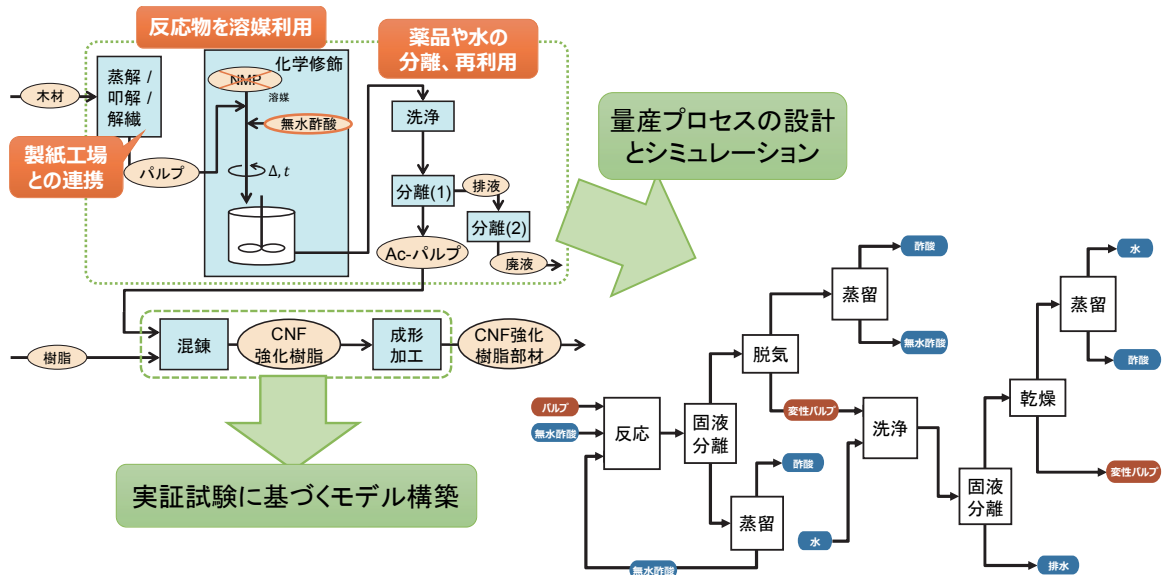 反応物を溶媒利用
薬品や水の
分離、再利用
化学修飾
蒸解 /
叩解 /
解繊
木材
NMP
溶媒
無水酢酸
製紙工場
との連携
パルプ
Δ, t
洗浄
分離(1)
排液
分離(2)
Ac-パルプ
廃液
量産プロセスの設計
とシミュレーション
樹脂
混錬
CNF
強化樹脂
成形
加工
CNF強化
樹脂部材
実証試験に基づくモデル構築
パルプ
無水酢酸
反応
固液
分離
脱気
蒸留
酢酸
無水酢酸
変性パルプ
蒸留
酢酸
無水酢酸
水
洗浄
固液
分離
排水
乾燥
変性パルプ
蒸留
水
酢酸